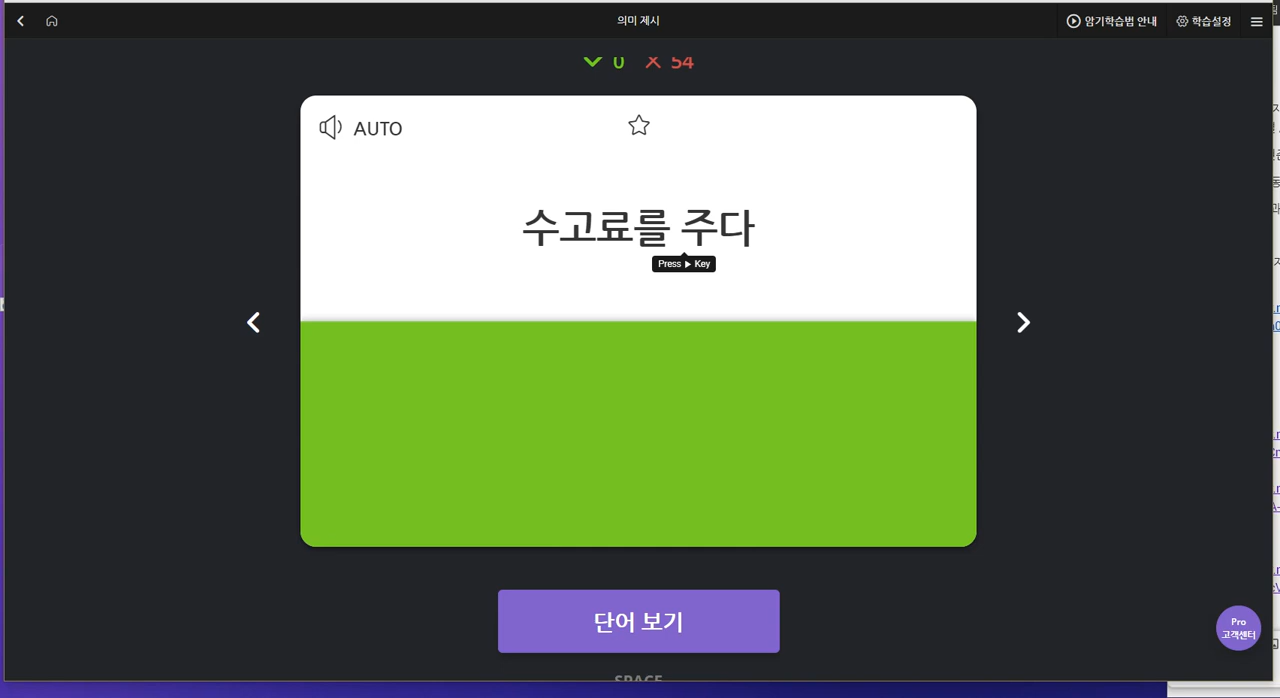 의미 제시
암기학습법 안내
학습설정
0
54
AUTO
수고료를 주다
Press ▶ Key
단어 보기
SPACE
Pro
고객센터